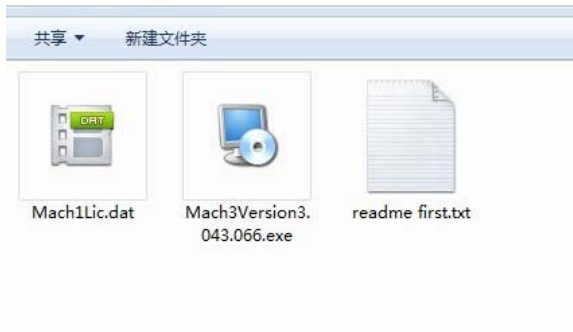 共享 新建文件夹
DAT
Mach1Lic.dat Mach3Version3. readme first.txt
043.066.exe